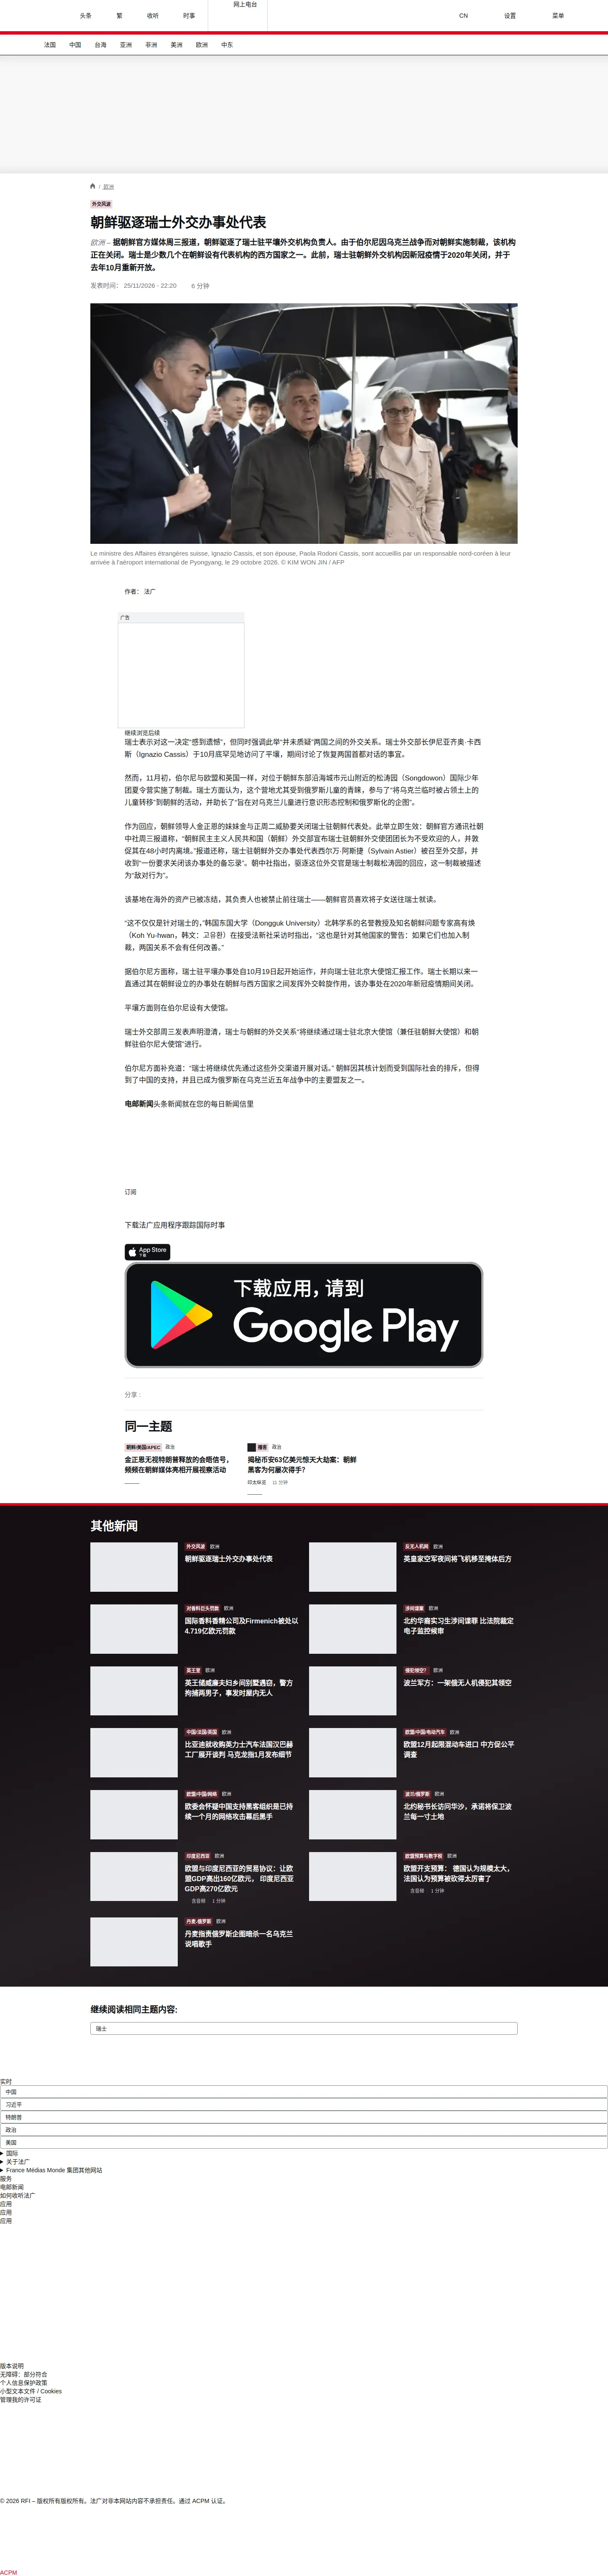 头条
繁
收听
时事
网上电台
CN
设置
菜单
法国
中国
台海
亚洲
非洲
美洲
欧洲
中东
/ 欧洲
外交风波
朝鲜驱逐瑞士外交办事处代表
欧洲 – 据朝鲜官方媒体周三报道，朝鲜驱逐了瑞士驻平壤外交机构负责人。由于伯尔尼因乌克兰战争而对朝鲜实施制裁，该机构
正在关闭。瑞士是少数几个在朝鲜设有代表机构的西方国家之一。此前，瑞士驻朝鲜外交机构因新冠疫情于2020年关闭，并于
去年10月重新开放。
发表时间： 25/11/2026 - 22:20
6 分钟
Le ministre des Affaires étrangères suisse, Ignazio Cassis, et son épouse, Paola Rodoni Cassis, sont accueillis par un responsable nord-coréen à leur
arrivée à l'aéroport international de Pyongyang, le 29 octobre 2026. © KIM WON JIN / AFP
作者： 法广
广告
继续浏览后续
瑞士表示对这一决定“感到遗憾”，但同时强调此举“并未质疑”两国之间的外交关系。瑞士外交部长伊尼亚齐奥·卡西
斯（Ignazio Cassis）于10月底罕见地访问了平壤，期间讨论了恢复两国首都对话的事宜。
然而，11月初，伯尔尼与欧盟和英国一样，对位于朝鲜东部沿海城市元山附近的松涛园（Songdowon）国际少年
团夏令营实施了制裁。瑞士方面认为，这个营地尤其受到俄罗斯儿童的青睐，参与了“将乌克兰临时被占领土上的
儿童转移”到朝鲜的活动，并助长了“旨在对乌克兰儿童进行意识形态控制和俄罗斯化的企图”。
作为回应，朝鲜领导人金正恩的妹妹金与正周二威胁要关闭瑞士驻朝鲜代表处。此举立即生效：朝鲜官方通讯社朝
中社周三报道称，“朝鲜民主主义人民共和国（朝鲜）外交部宣布瑞士驻朝鲜外交使团团长为不受欢迎的人，并敦
促其在48小时内离境。”报道还称，瑞士驻朝鲜外交办事处代表西尔万·阿斯捷（Sylvain Astier）被召至外交部，并
收到“一份要求关闭该办事处的备忘录”。朝中社指出，驱逐这位外交官是瑞士制裁松涛园的回应，这一制裁被描述
为“敌对行为”。
该基地在海外的资产已被冻结，其负责人也被禁止前往瑞士——朝鲜官员喜欢将子女送往瑞士就读。
“这不仅仅是针对瑞士的，”韩国东国大学（Dongguk University）北韩学系的名誉教授及知名朝鲜问题专家高有焕
（Koh Yu-hwan，韩文：고유환）在接受法新社采访时指出，“这也是针对其他国家的警告：如果它们也加入制
裁，两国关系不会有任何改善。”
据伯尔尼方面称，瑞士驻平壤办事处自10月19日起开始运作，并向瑞士驻北京大使馆汇报工作。瑞士长期以来一
直通过其在朝鲜设立的办事处在朝鲜与西方国家之间发挥外交斡旋作用，该办事处在2020年新冠疫情期间关闭。
平壤方面则在伯尔尼设有大使馆。
瑞士外交部周三发表声明澄清，瑞士与朝鲜的外交关系“将继续通过瑞士驻北京大使馆（兼任驻朝鲜大使馆）和朝
鲜驻伯尔尼大使馆”进行。
伯尔尼方面补充道：“瑞士将继续优先通过这些外交渠道开展对话。” 朝鲜因其核计划而受到国际社会的排斥，但得
到了中国的支持，并且已成为俄罗斯在乌克兰近五年战争中的主要盟友之一。
电邮新闻头条新闻就在您的每日新闻信里
订阅
下载法广应用程序跟踪国际时事
App Store
下载
下载应用，请到
Google Play
分享 :
同一主题
朝韩/美国/APEC 政治
金正恩无视特朗普释放的会晤信号，
频频在朝鲜媒体亮相开展视察活动
播客 政治
揭秘币安63亿美元惊天大劫案：朝鲜
黑客为何屡次得手?
印太纵览 11 分钟
其他新闻
外交风波 欧洲
朝鲜驱逐瑞士外交办事处代表
反无人机网 欧洲
英皇家空军夜间将飞机移至掩体后方
对香料巨头罚款 欧洲
国际香料香精公司及Firmenich被处以
4.719亿欧元罚款
涉间谍案 欧洲
北约华裔实习生涉间谍罪 比法院裁定
电子监控候审
英王室 欧洲
英王储威廉夫妇乡间别墅遇窃，警方
拘捕两男子，事发时屋内无人
侵犯领空? 欧洲
波兰军方：一架俄无人机侵犯其领空
中国/法国/英国 欧洲
比亚迪就收购英力士汽车法国汉巴赫
工厂展开谈判 马克龙指1月发布细节
欧盟/中国/电动汽车 欧洲
欧盟12月起限混动车进口 中方促公平
调查
欧盟/中国/网络 欧洲
欧委会怀疑中国支持黑客组织是已持
续一个月的网络攻击幕后黑手
波兰/俄罗斯 欧洲
北约秘书长访问华沙，承诺将保卫波
兰每一寸土地
印度尼西亚 欧洲
欧盟与印度尼西亚的贸易协议：让欧
盟GDP高出160亿欧元， 印度尼西亚
GDP高270亿欧元
含音频 1 分钟
欧盟预算与数字税 欧洲
欧盟开支预算： 德国认为规模太大，
法国认为预算被砍得太厉害了
含音频 1 分钟
丹麦-俄罗斯 欧洲
丹麦指责俄罗斯企图暗杀一名乌克兰
说唱歌手
继续阅读相同主题内容:
瑞士
实时
中国
习近平
特朗普
政治
美国
国际
关于法广
France Médias Monde 集团其他网站
服务
电邮新闻
如何收听法广
应用
应用
应用
版本说明
无障碍：部分符合
个人信息保护政策
小型文本文件 / Cookies
管理我的许可证
© 2026 RFI – 版权所有版权所有。法广对非本网站内容不承担责任。通过 ACPM 认证。
ACPM